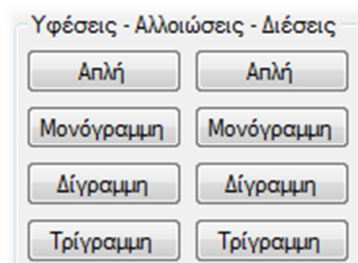 Υφέσεις - Αλλοιώσεις - Διέσεις
Απλή Απλή
Μονόγραμμη Μονόγραμμη
Δίγραμμη Δίγραμμη
Τρίγραμμη Τρίγραμμη